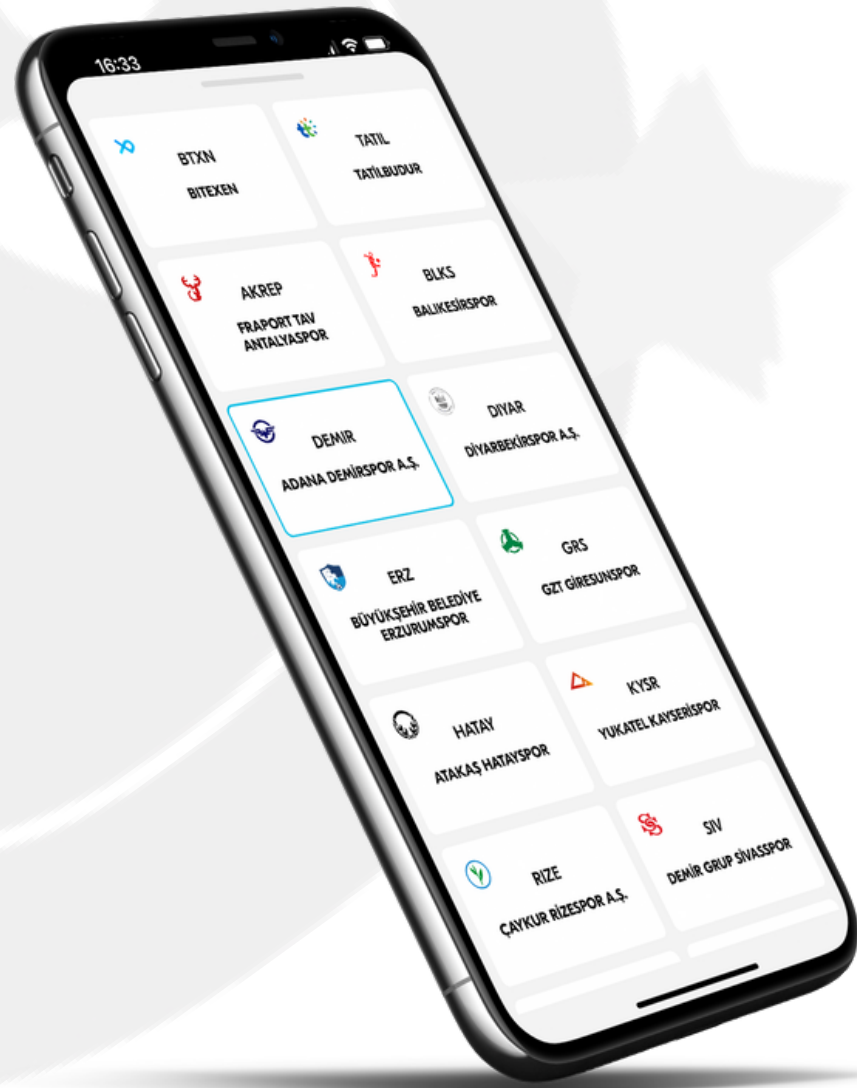 16:33
BTXN
BITEXEN
TATIL
TATİLBUDUR
AKREP
FRAPORT TAV
ANTALYASPOR
BLKS
BALIKESİRSPOR
DEMIR
ADANA DEMİRSPOR A.Ş.
DIYAR
DİYARBEKİRSPOR A.Ş.
ERZ
BÜYÜKŞEHİR BELEDİYE
ERZURUMSPOR
GRS
GZT GİRESUNSPOR
HATAY
ATAKAŞ HATAYSPOR
KYSR
YUKATEL KAYSERİSPOR
RIZE
ÇAYKUR RİZESPOR A.Ş.
SIV
DEMİR GRUP SİVASSPOR